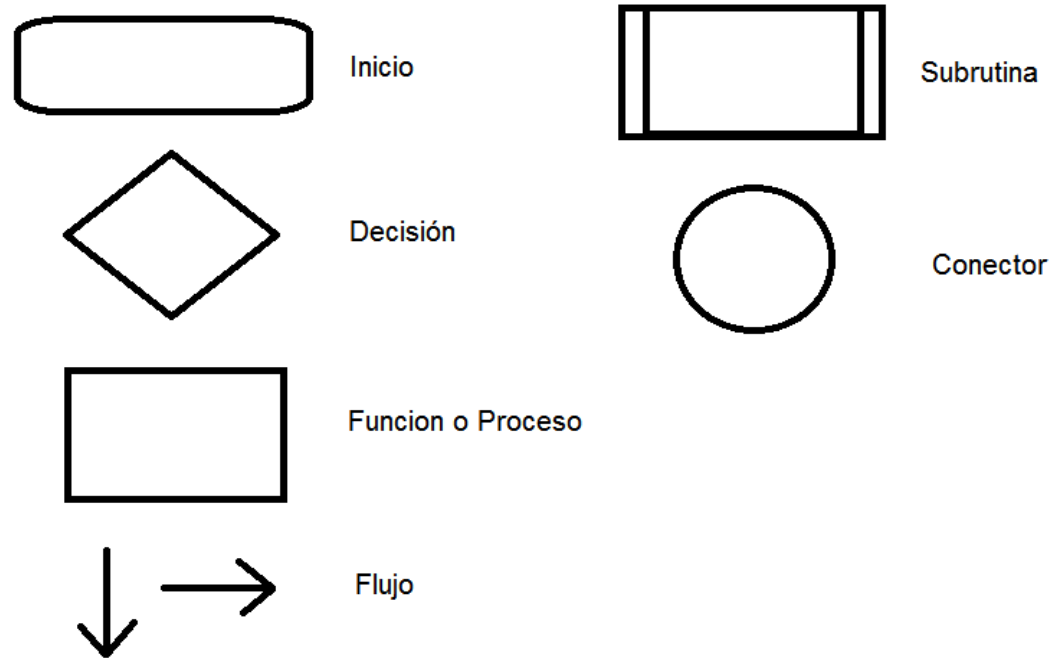 Inicio
Decisión
Funcion o Proceso
Flujo
Subrutina
Conector